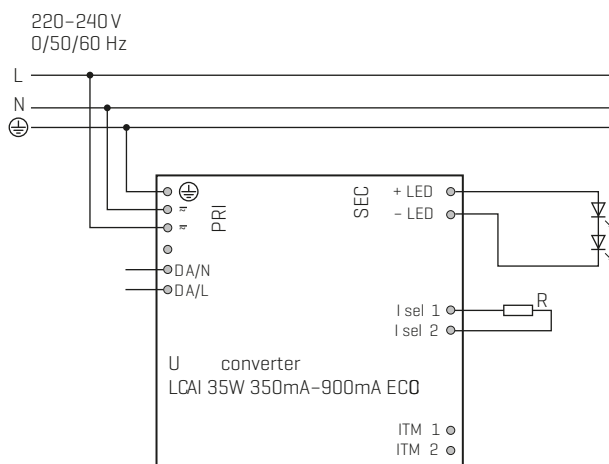 220–240 V
0/50/60 Hz
L
N
PRI
SEC
+ LED
– LED
DA/N
DA/L
I sel 1
I sel 2
R
U converter
LCAI 35W 350mA–900mA ECO
ITM 1
ITM 2